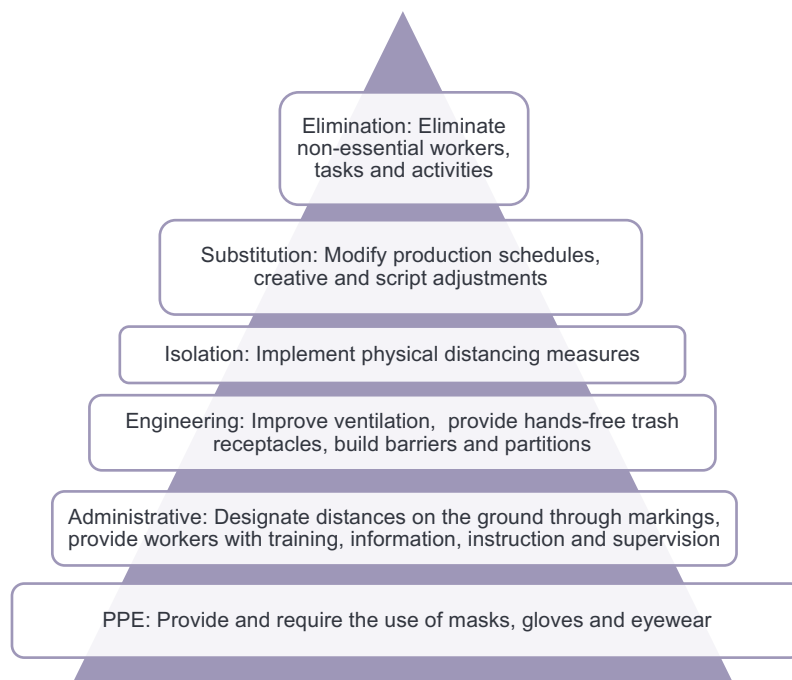 Elimination: Eliminate
non-essential workers,
tasks and activities
Substitution: Modify production schedules,
creative and script adjustments
Isolation: Implement physical distancing measures
Engineering: Improve ventilation,  provide hands-free trash
receptacles, build barriers and partitions
Administrative: Designate distances on the ground through markings,
provide workers with training, information, instruction and supervision
PPE: Provide and require the use of masks, gloves and eyewear